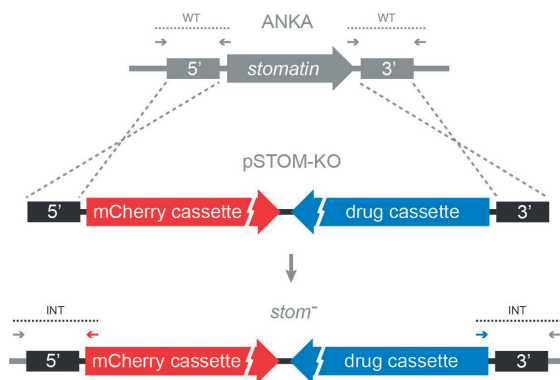 ANKA
WT WT
5' stomatin 3'
pSTOM-KO
5' mCherry cassette drug cassette 3'
stom⁻
INT INT
5' mCherry cassette drug cassette 3'